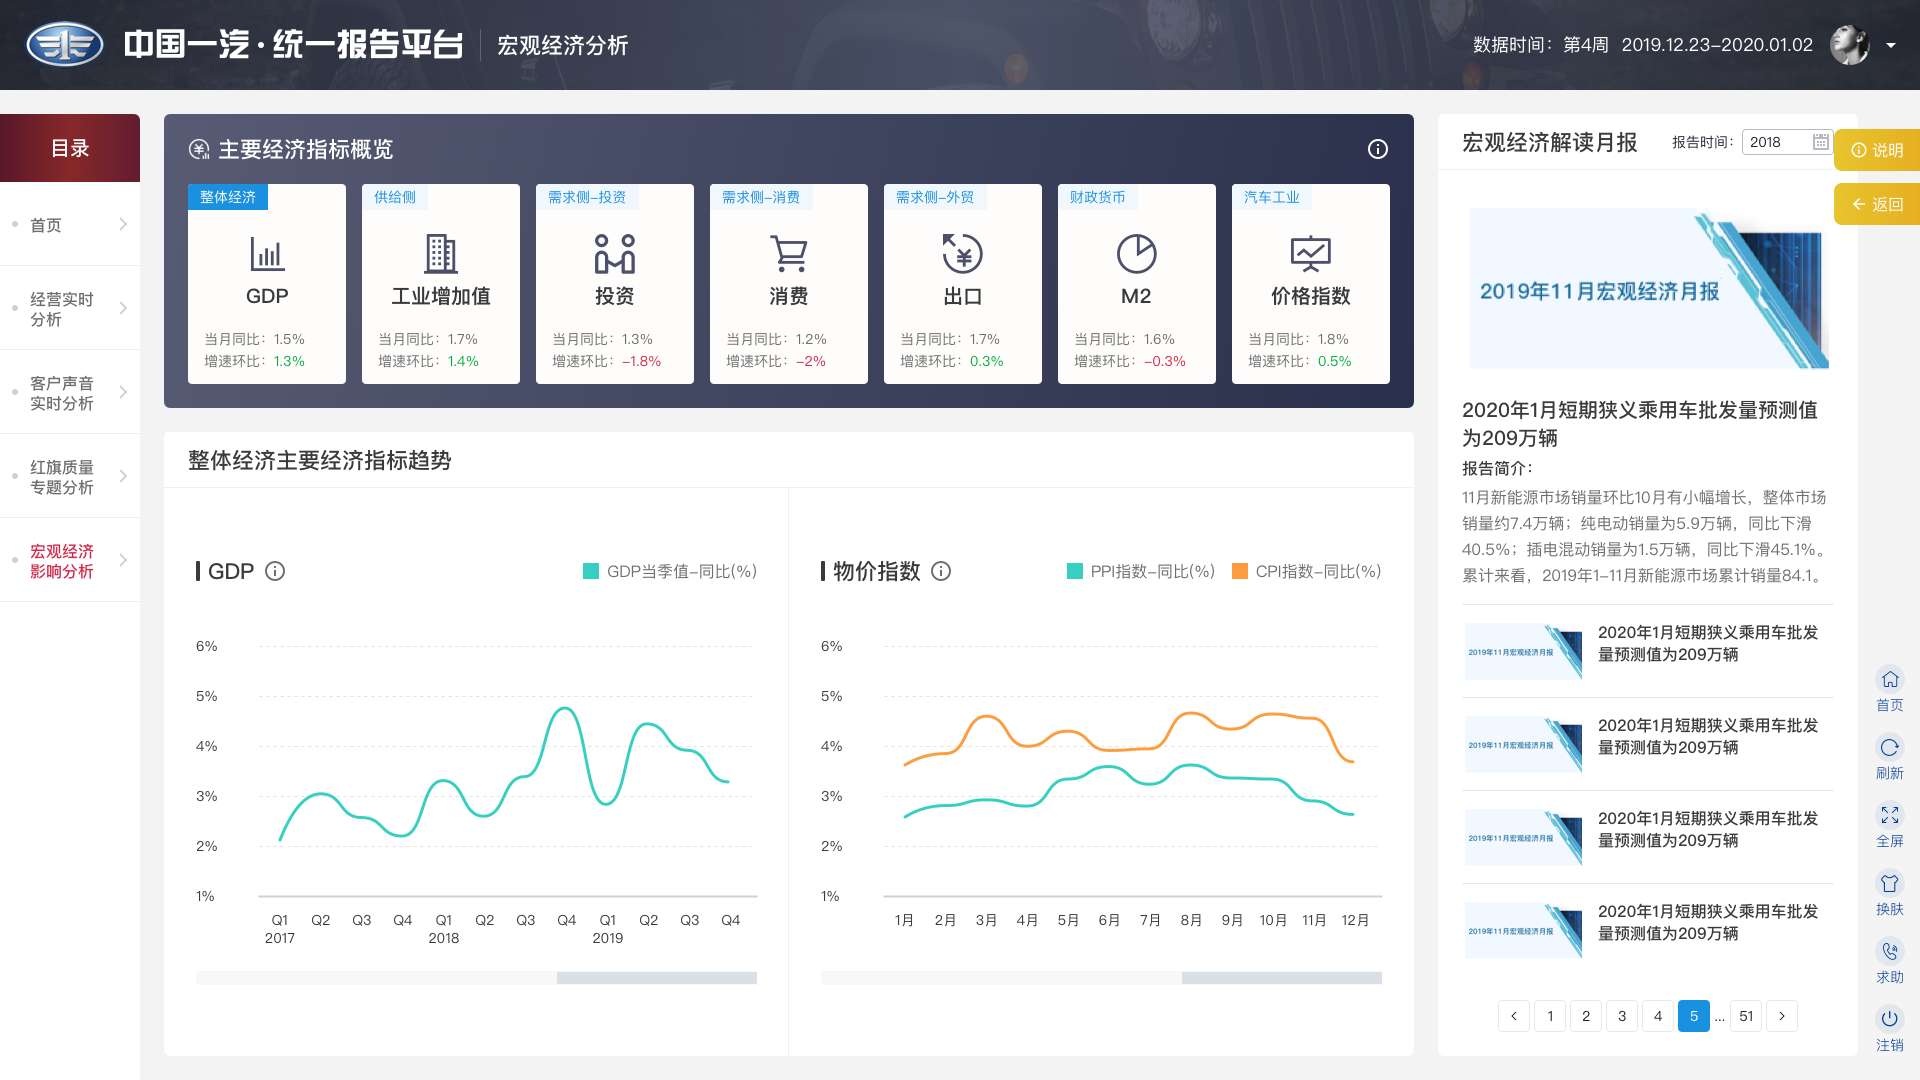 中国一汽·统一报告平台
宏观经济分析
数据时间：第4周 2019.12.23-2020.01.02
目录
首页
经营实时
分析
客户声音
实时分析
红旗质量
专题分析
宏观经济
影响分析
主要经济指标概览
整体经济
GDP
当月同比：1.5%
增速环比：1.3%
供给侧
工业增加值
当月同比：1.7%
增速环比：1.4%
需求侧-投资
投资
当月同比：1.3%
增速环比：-1.8%
需求侧-消费
消费
当月同比：1.2%
增速环比：-2%
需求侧-外贸
出口
当月同比：1.7%
增速环比：0.3%
财政货币
M2
当月同比：1.6%
增速环比：-0.3%
汽车工业
价格指数
当月同比：1.8%
增速环比：0.5%
整体经济主要经济指标趋势
GDP
GDP当季值-同比(%)
6%
5%
4%
3%
2%
1%
Q1 Q2 Q3 Q4 Q1 Q2 Q3 Q4 Q1 Q2 Q3 Q4
2017 2018 2019
物价指数
PPI指数-同比(%) CPI指数-同比(%)
6%
5%
4%
3%
2%
1%
1月 2月 3月 4月 5月 6月 7月 8月 9月 10月 11月 12月
宏观经济解读月报
报告时间：2018
说明
返回
2019年11月宏观经济月报
2020年1月短期狭义乘用车批发量预测值
为209万辆
报告简介：
11月新能源市场销量环比10月有小幅增长，整体市场
销量约7.4万辆；纯电动销量为5.9万辆，同比下滑
40.5%；插电混动销量为1.5万辆，同比下滑45.1%。
累计来看，2019年1-11月新能源市场累计销量84.1。
2019年11月宏观经济月报
2020年1月短期狭义乘用车批发
量预测值为209万辆
2019年11月宏观经济月报
2020年1月短期狭义乘用车批发
量预测值为209万辆
2019年11月宏观经济月报
2020年1月短期狭义乘用车批发
量预测值为209万辆
2019年11月宏观经济月报
2020年1月短期狭义乘用车批发
量预测值为209万辆
1 2 3 4 5 ... 51
首页
刷新
全屏
换肤
求助
注销